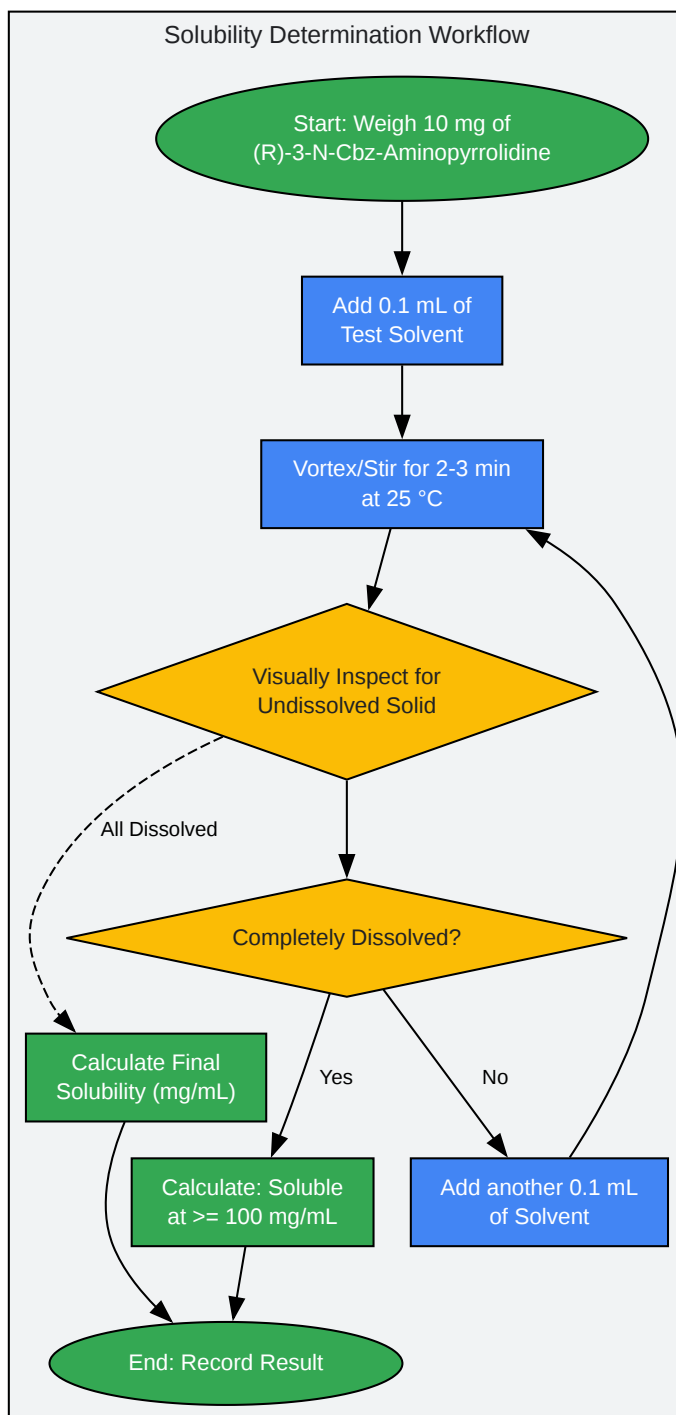 Solubility Determination Workflow
Start: Weigh 10 mg of
(R)-3-N-Cbz-Aminopyrrolidine
Add 0.1 mL of
Test Solvent
Vortex/Stir for 2-3 min
at 25 °C
Visually Inspect for
Undissolved Solid
All Dissolved
Completely Dissolved?
Calculate Final
Solubility (mg/mL)
Yes
No
Calculate: Soluble
at >= 100 mg/mL
Add another 0.1 mL
of Solvent
End: Record Result